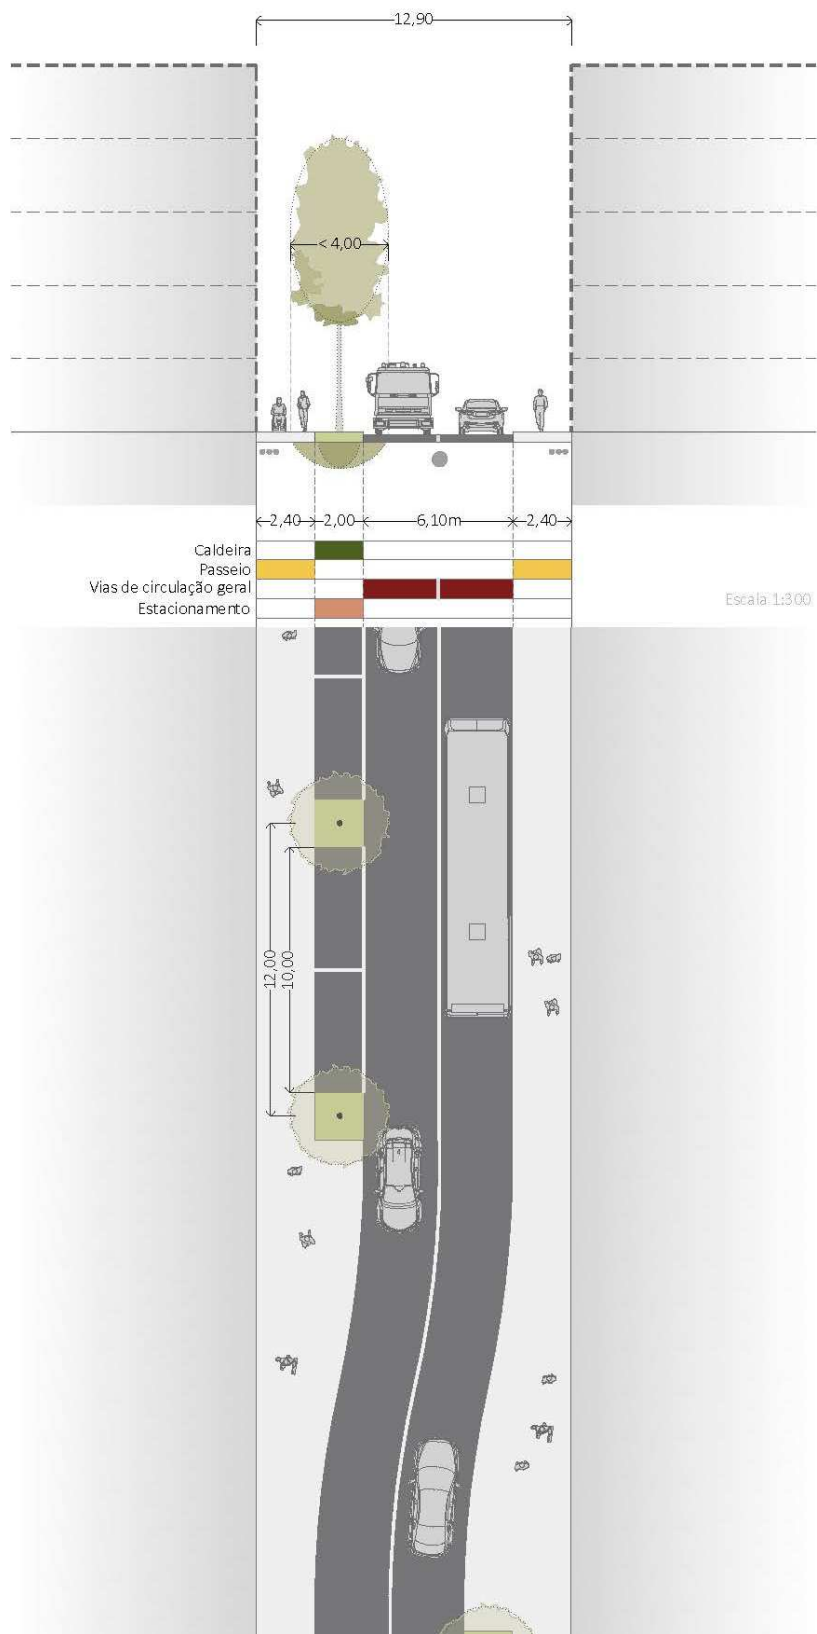 12,90
< 4,00
2,40 2,00 6,10m 2,40
Caldeira
Passeio
Vias de circulação geral
Estacionamento
Escala 1:300
12,00
10,00